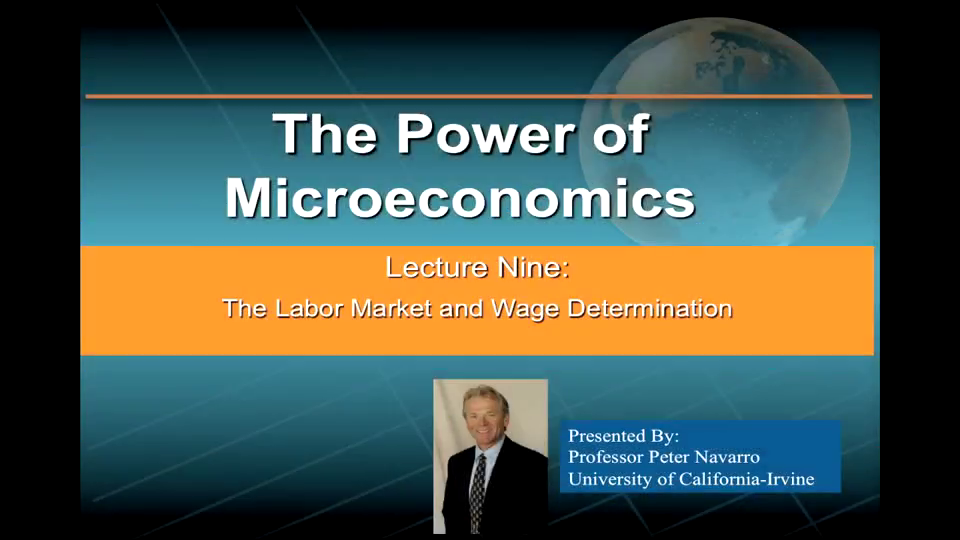 The Power of
Microeconomics
Lecture Nine:
The Labor Market and Wage Determination
Presented By:
Professor Peter Navarro
University of California-Irvine